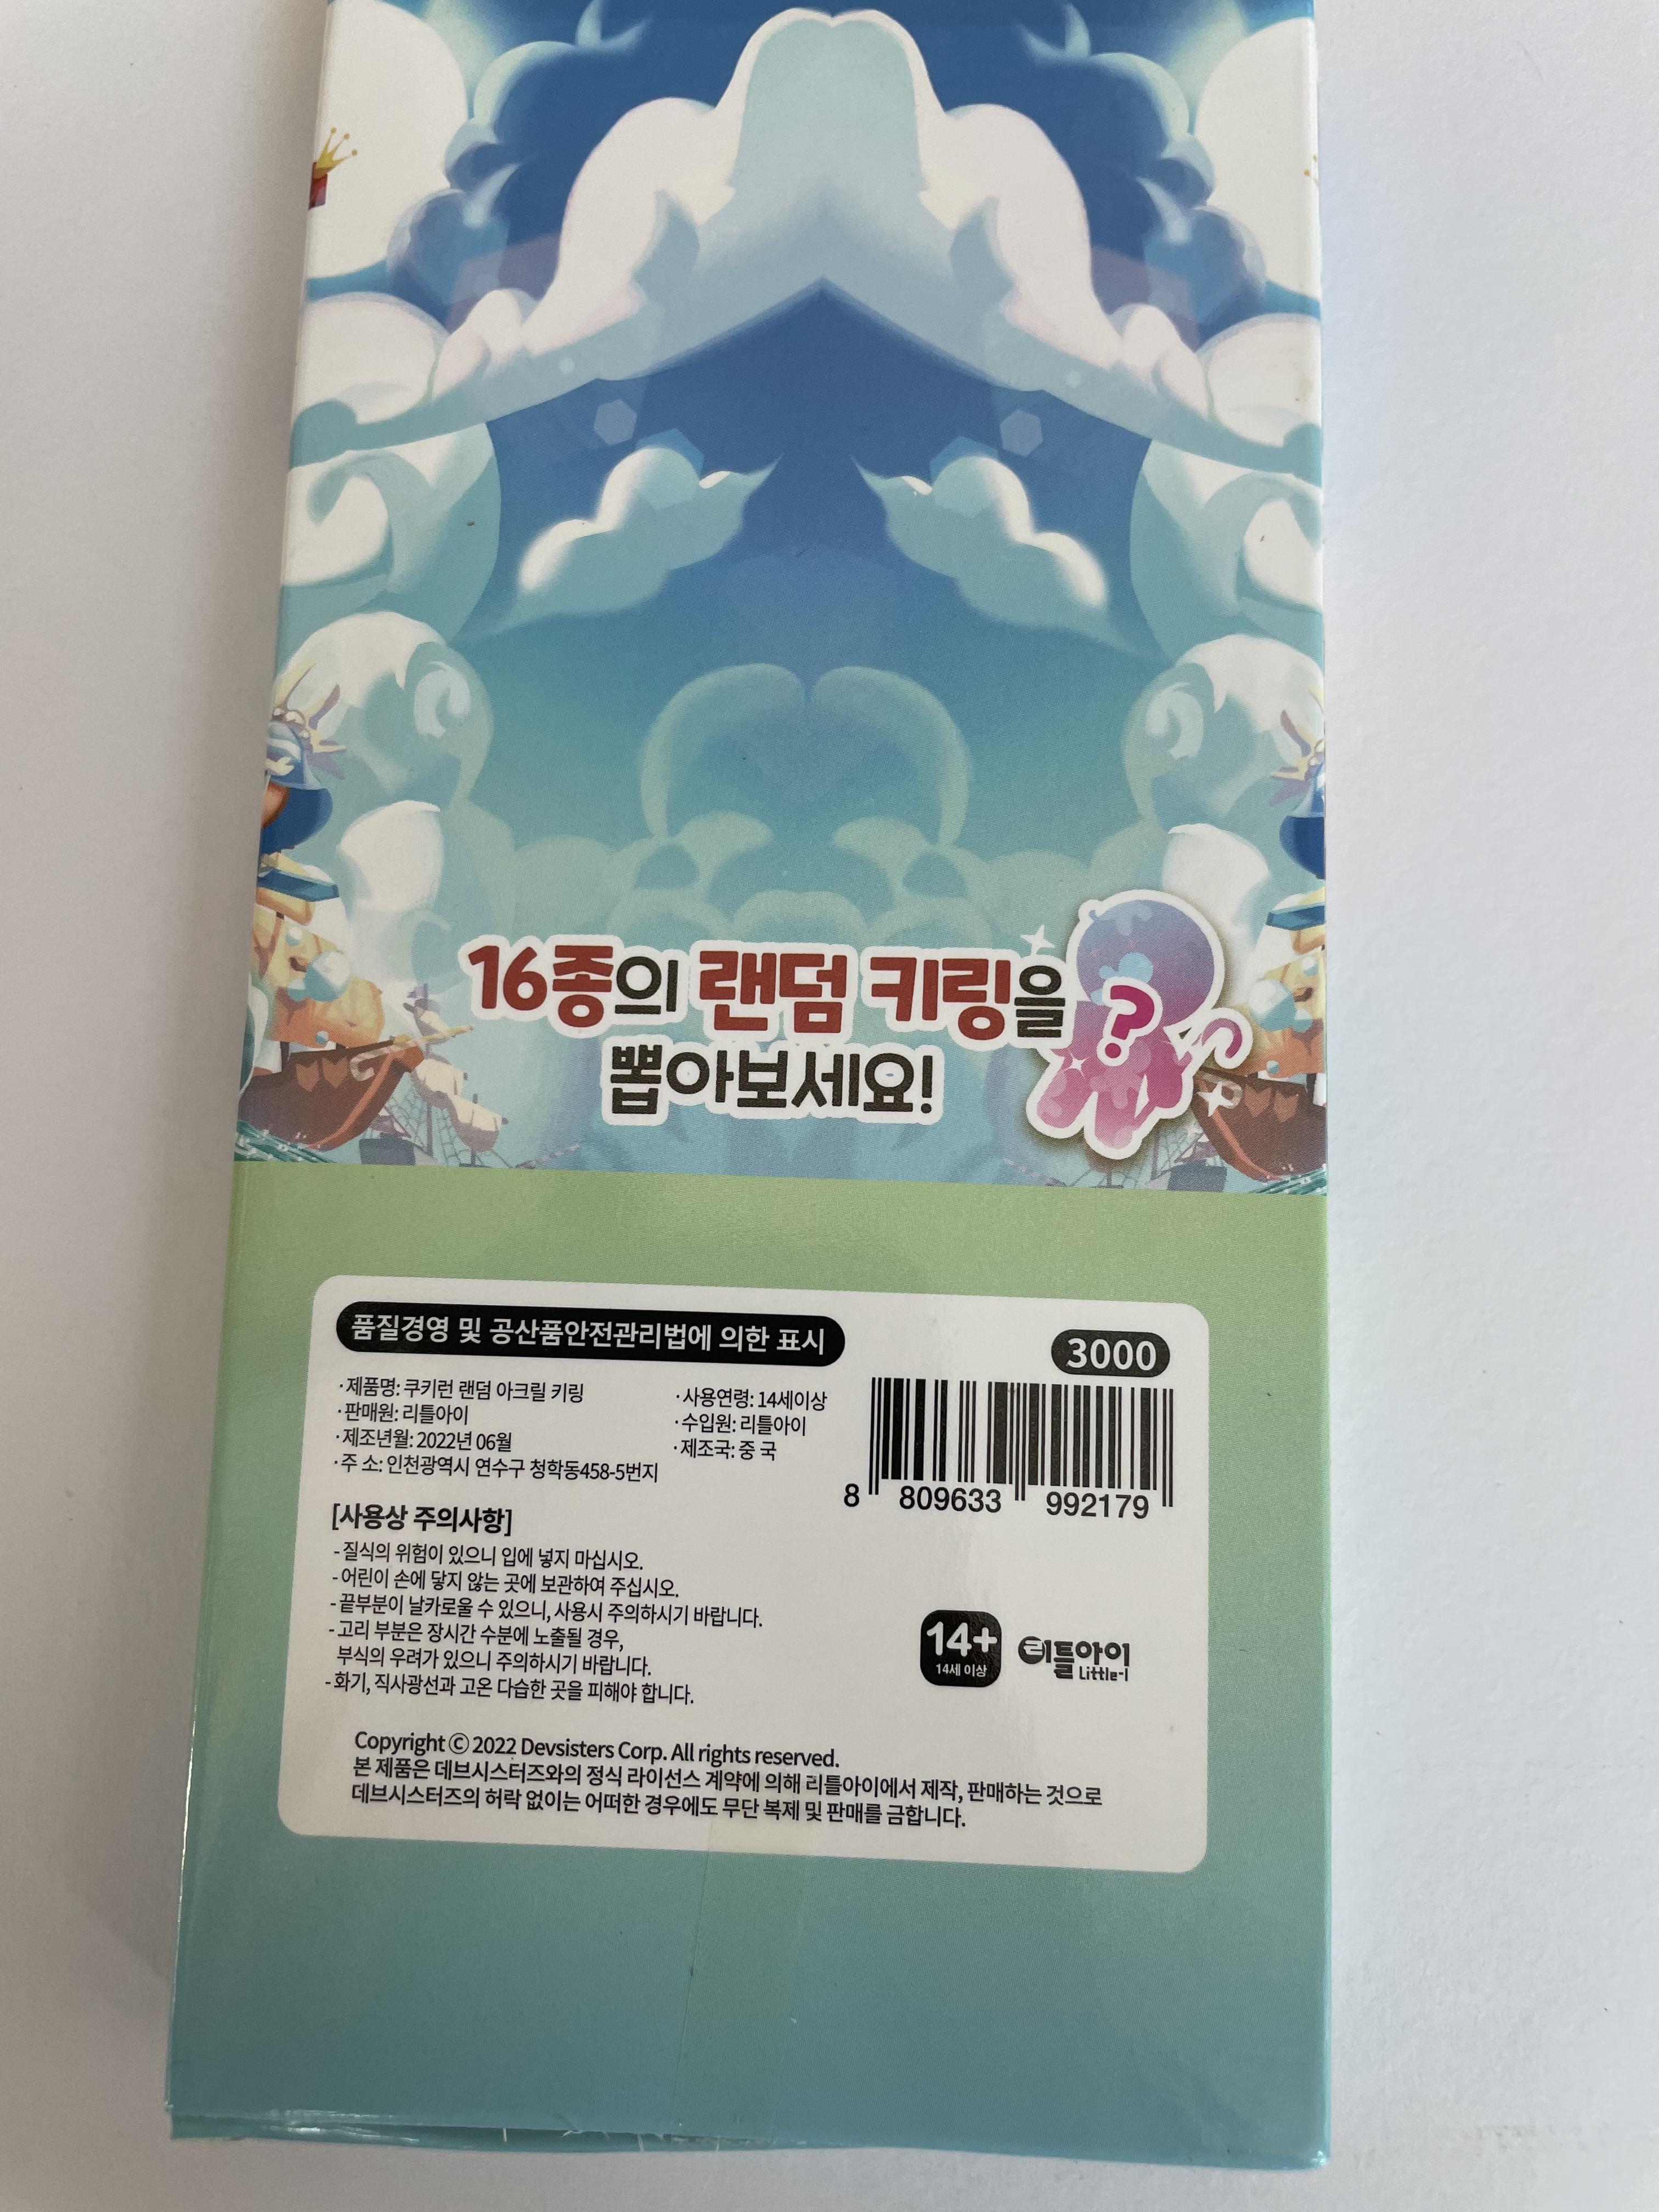 16종의 랜덤 키링을
뽑아보세요!
?
품질경영 및 공산품안전관리법에 의한 표시
3000
·제품명: 쿠키런 랜덤 아크릴 키링
·판매원: 리틀아이
·제조년월: 2022년 06월
·주 소: 인천광역시 연수구 청학동458-5번지
·사용연령: 14세이상
·수입원: 리틀아이
·제조국: 중 국
8 809633 992179
[사용상 주의사항]
- 질식의 위험이 있으니 입에 넣지 마십시오.
- 어린이 손에 닿지 않는 곳에 보관하여 주십시오.
- 끝부분이 날카로울 수 있으니, 사용시 주의하시기 바랍니다.
- 고리 부분은 장시간 수분에 노출될 경우,
부식의 우려가 있으니 주의하시기 바랍니다.
- 화기, 직사광선과 고온 다습한 곳을 피해야 합니다.
14+
14세 이상
리틀아이
Little-I
Copyright © 2022 Devsisters Corp. All rights reserved.
본 제품은 데브시스터즈와의 정식 라이선스 계약에 의해 리틀아이에서 제작, 판매하는 것으로
데브시스터즈의 허락 없이는 어떠한 경우에도 무단 복제 및 판매를 금합니다.